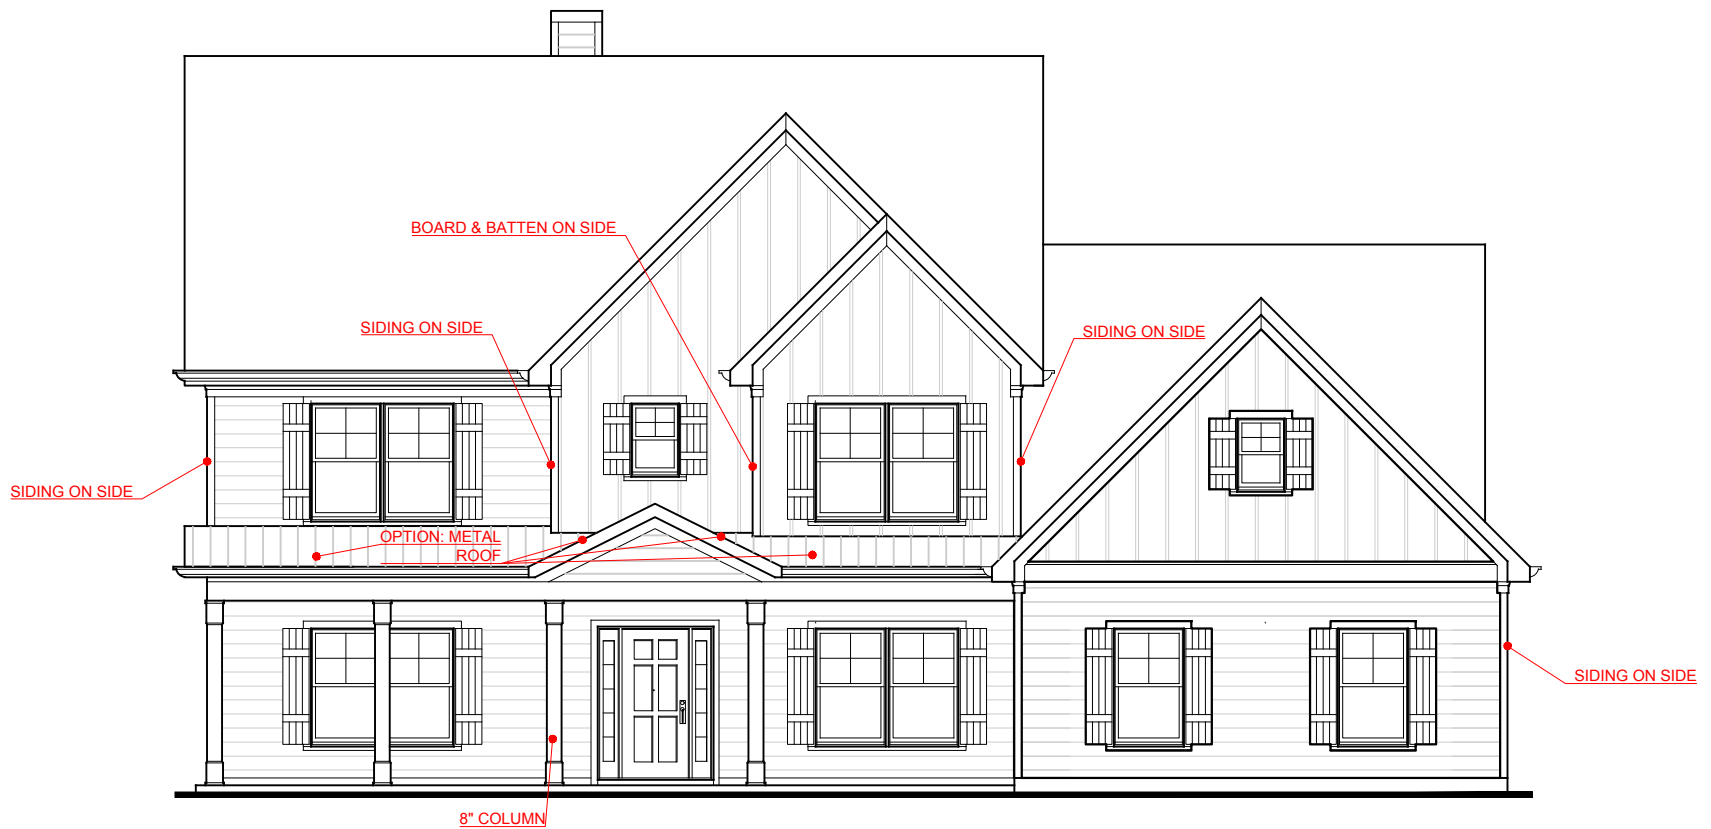 BOARD & BATTEN ON SIDE
SIDING ON SIDE
SIDING ON SIDE
SIDING ON SIDE
OPTION: METAL
ROOF
SIDING ON SIDE
8" COLUMN